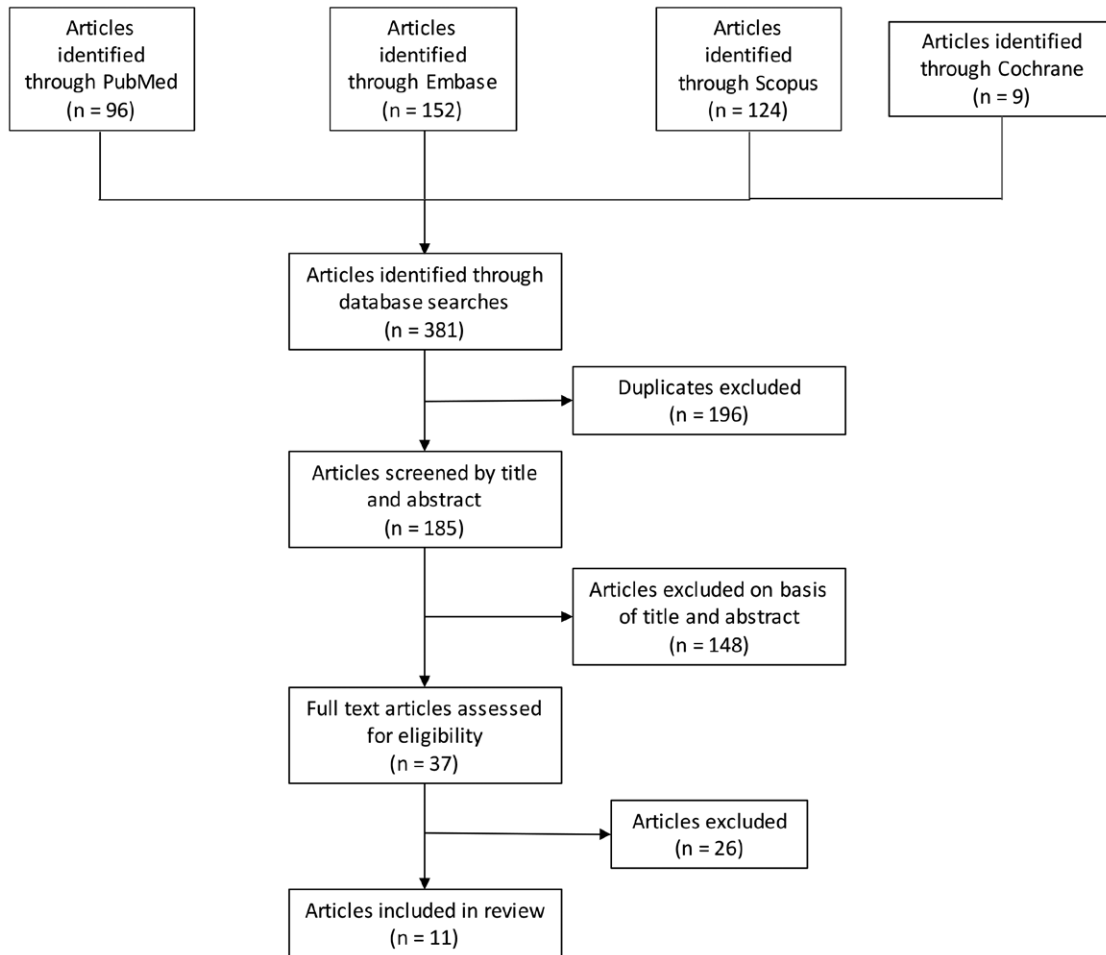 Articles
identified
through PubMed
(n = 96)
Articles
identified
through Embase
(n = 152)
Articles
identified
through Scopus
(n = 124)
Articles identified
through Cochrane
(n = 9)
Articles identified through
database searches
(n = 381)
Duplicates excluded
(n = 196)
Articles screened by title
and abstract
(n = 185)
Articles excluded on basis
of title and abstract
(n = 148)
Full text articles assessed
for eligibility
(n = 37)
Articles excluded
(n = 26)
Articles included in review
(n = 11)